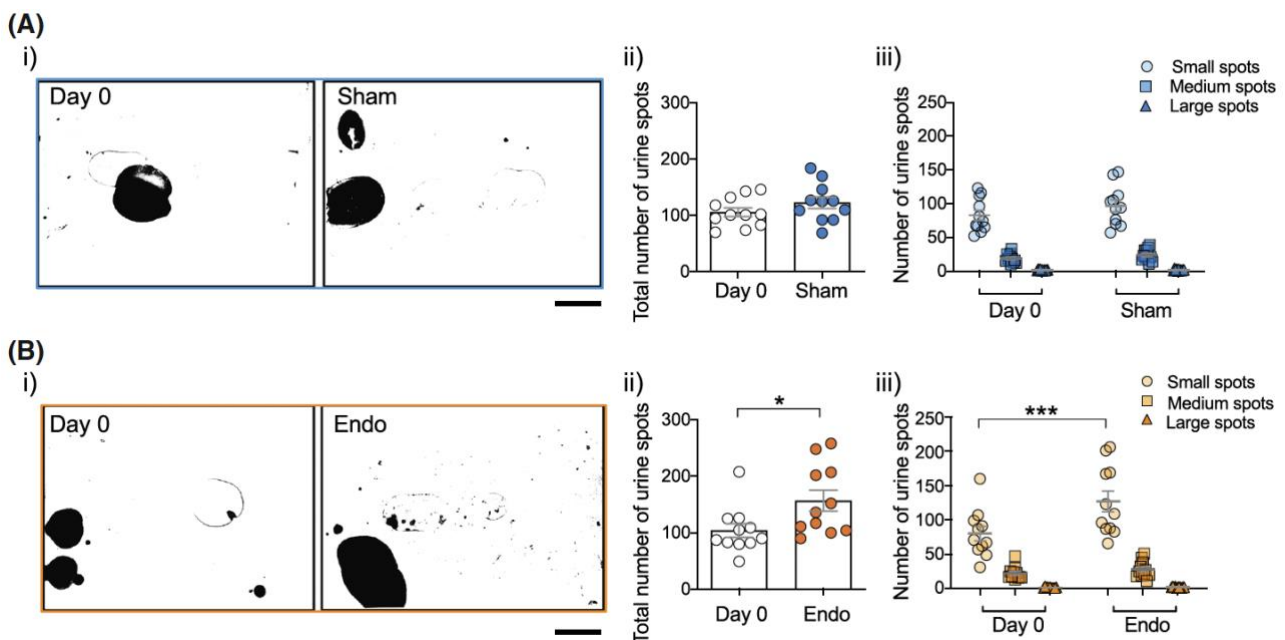 (A)
i)
Day 0
Sham
ii)
Total number of urine spots
300
200
100
0
Day 0
Sham
iii)
Small spots
Medium spots
Large spots
Number of urine spots
250
200
150
100
50
0
Day 0
Sham
(B)
i)
Day 0
Endo
ii)
*
Total number of urine spots
300
200
100
0
Day 0
Endo
iii)
Small spots
Medium spots
Large spots
***
Number of urine spots
250
200
150
100
50
0
Day 0
Endo